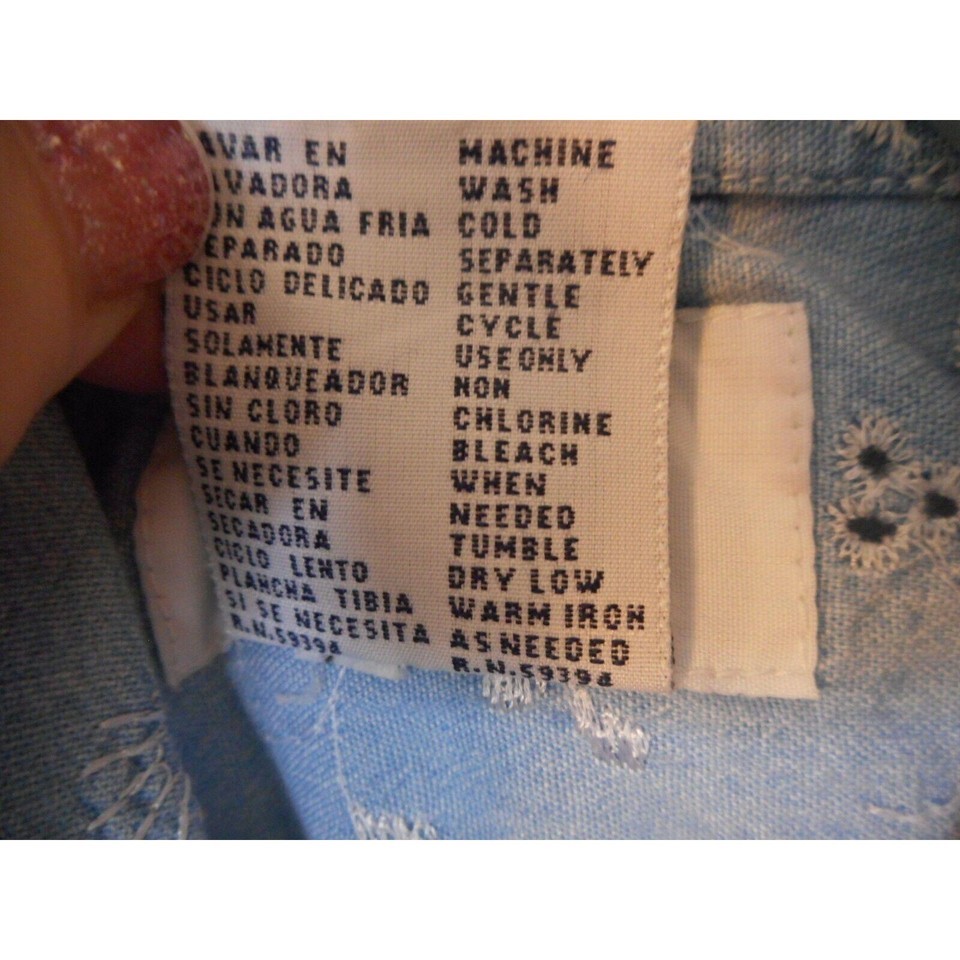 AVAR EN
AVADORA
ON AGUA FRIA
EPARADO
CICLO DELICADO
USAR
SOLAMENTE
BLANQUEADOR
SIN CLORO
CUANDO
SE NECESITE
SECAR EN
SECADORA
CICLO LENTO
PLANCHA TIBIA
SI SE NECESITA
R.N.59394
MACHINE
WASH
COLD
SEPARATELY
GENTLE
CYCLE
USE ONLY
NON
CHLORINE
BLEACH
WHEN
NEEDED
TUMBLE
DRY LOW
WARM IRON
AS NEEDED
R.N.59394